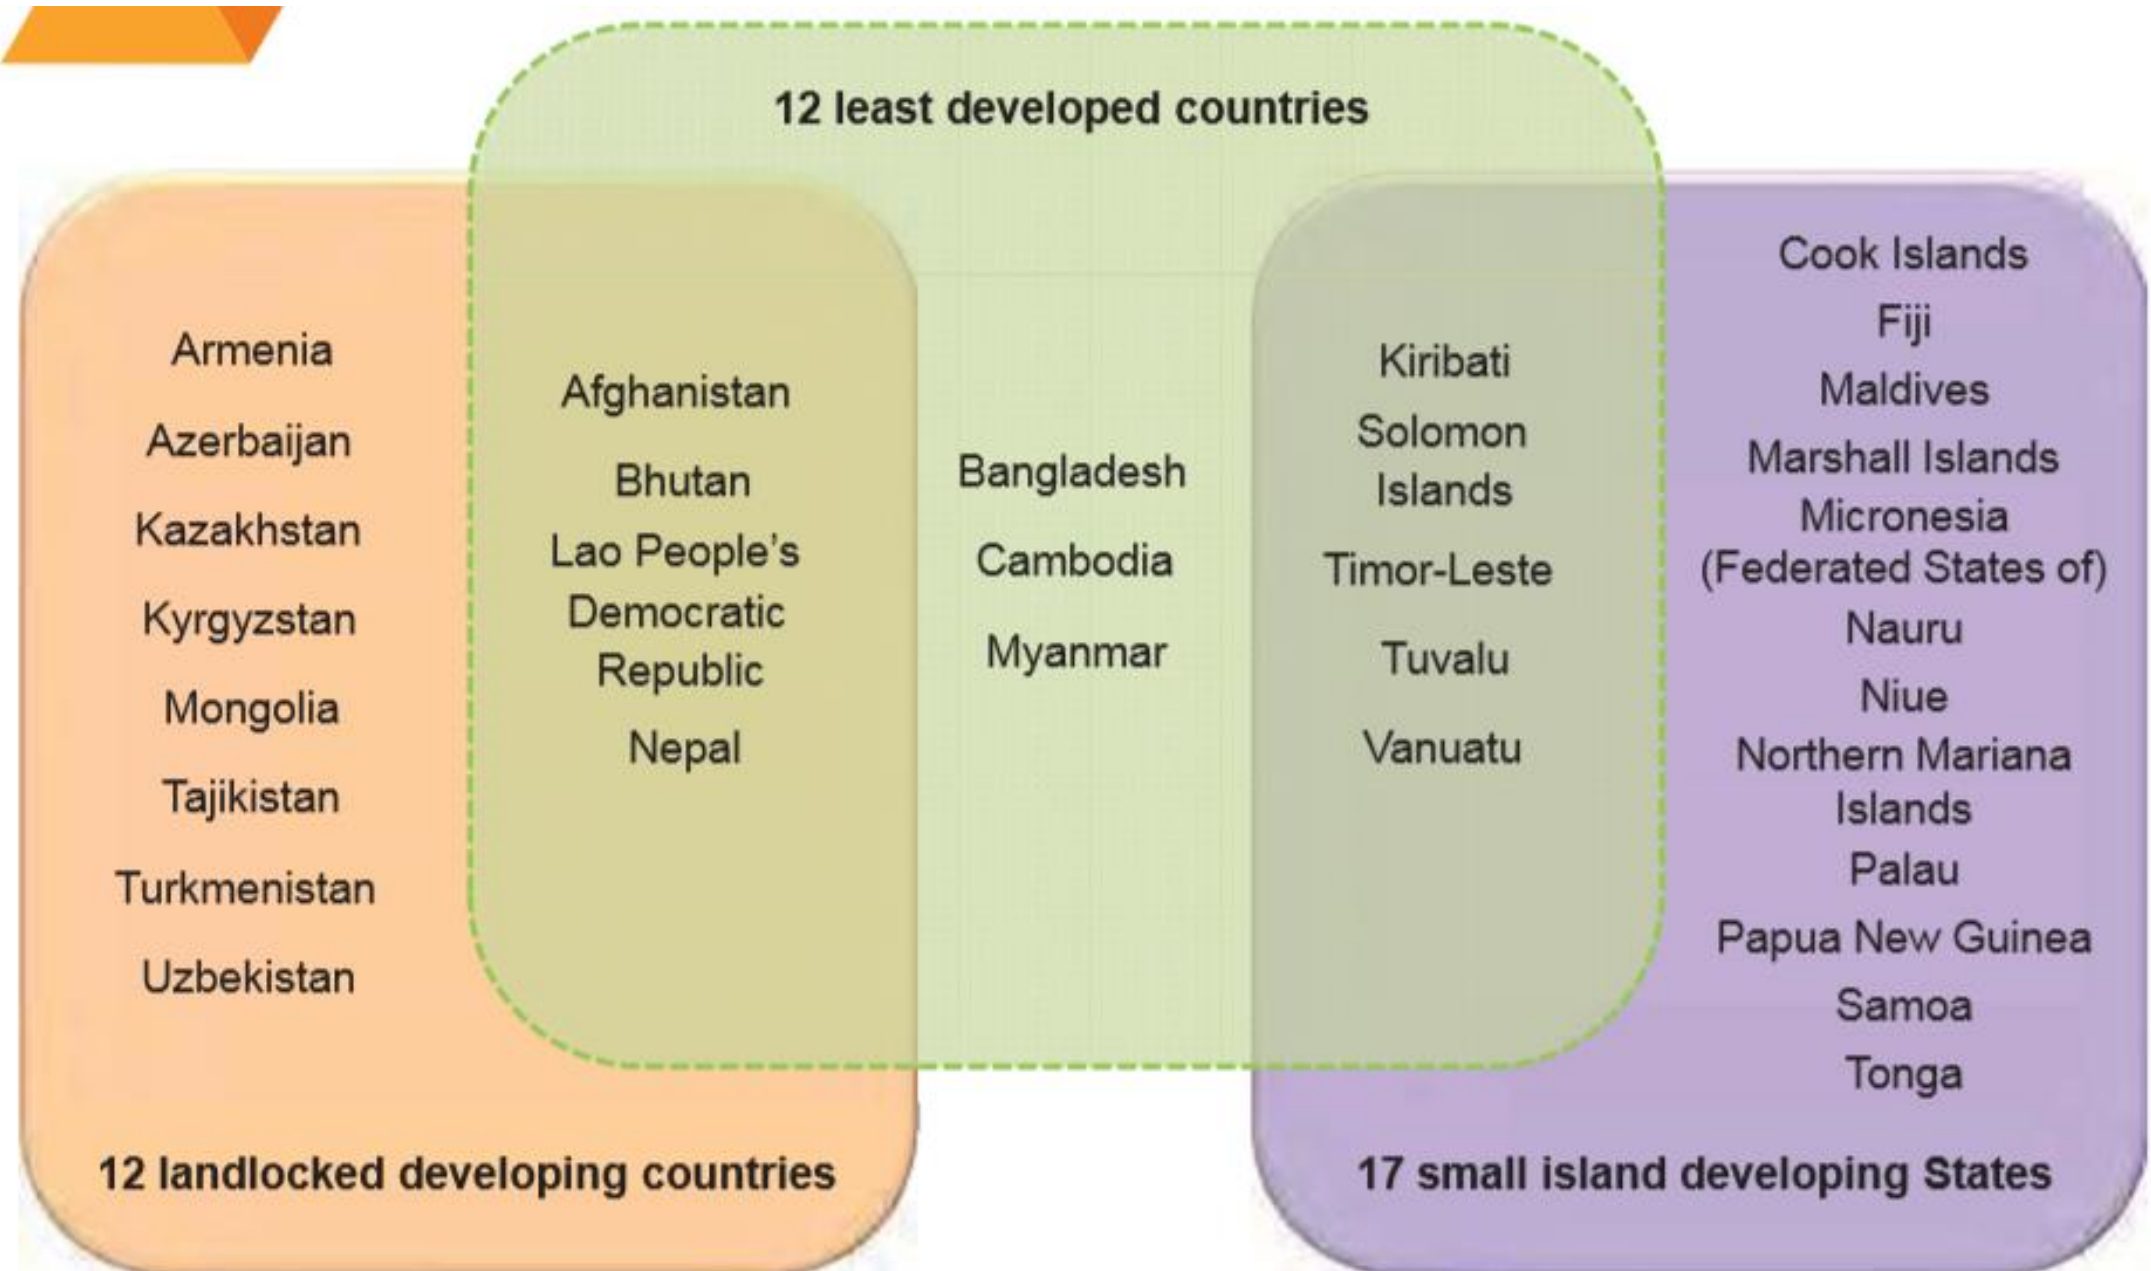 12 least developed countries
Armenia
Azerbaijan
Kazakhstan
Kyrgyzstan
Mongolia
Tajikistan
Turkmenistan
Uzbekistan
12 landlocked developing countries
Afghanistan
Bhutan
Lao People’s
Democratic
Republic
Nepal
Bangladesh
Cambodia
Myanmar
Kiribati
Solomon
Islands
Timor-Leste
Tuvalu
Vanuatu
Cook Islands
Fiji
Maldives
Marshall Islands
Micronesia
(Federated States of)
Nauru
Niue
Northern Mariana
Islands
Palau
Papua New Guinea
Samoa
Tonga
17 small island developing States